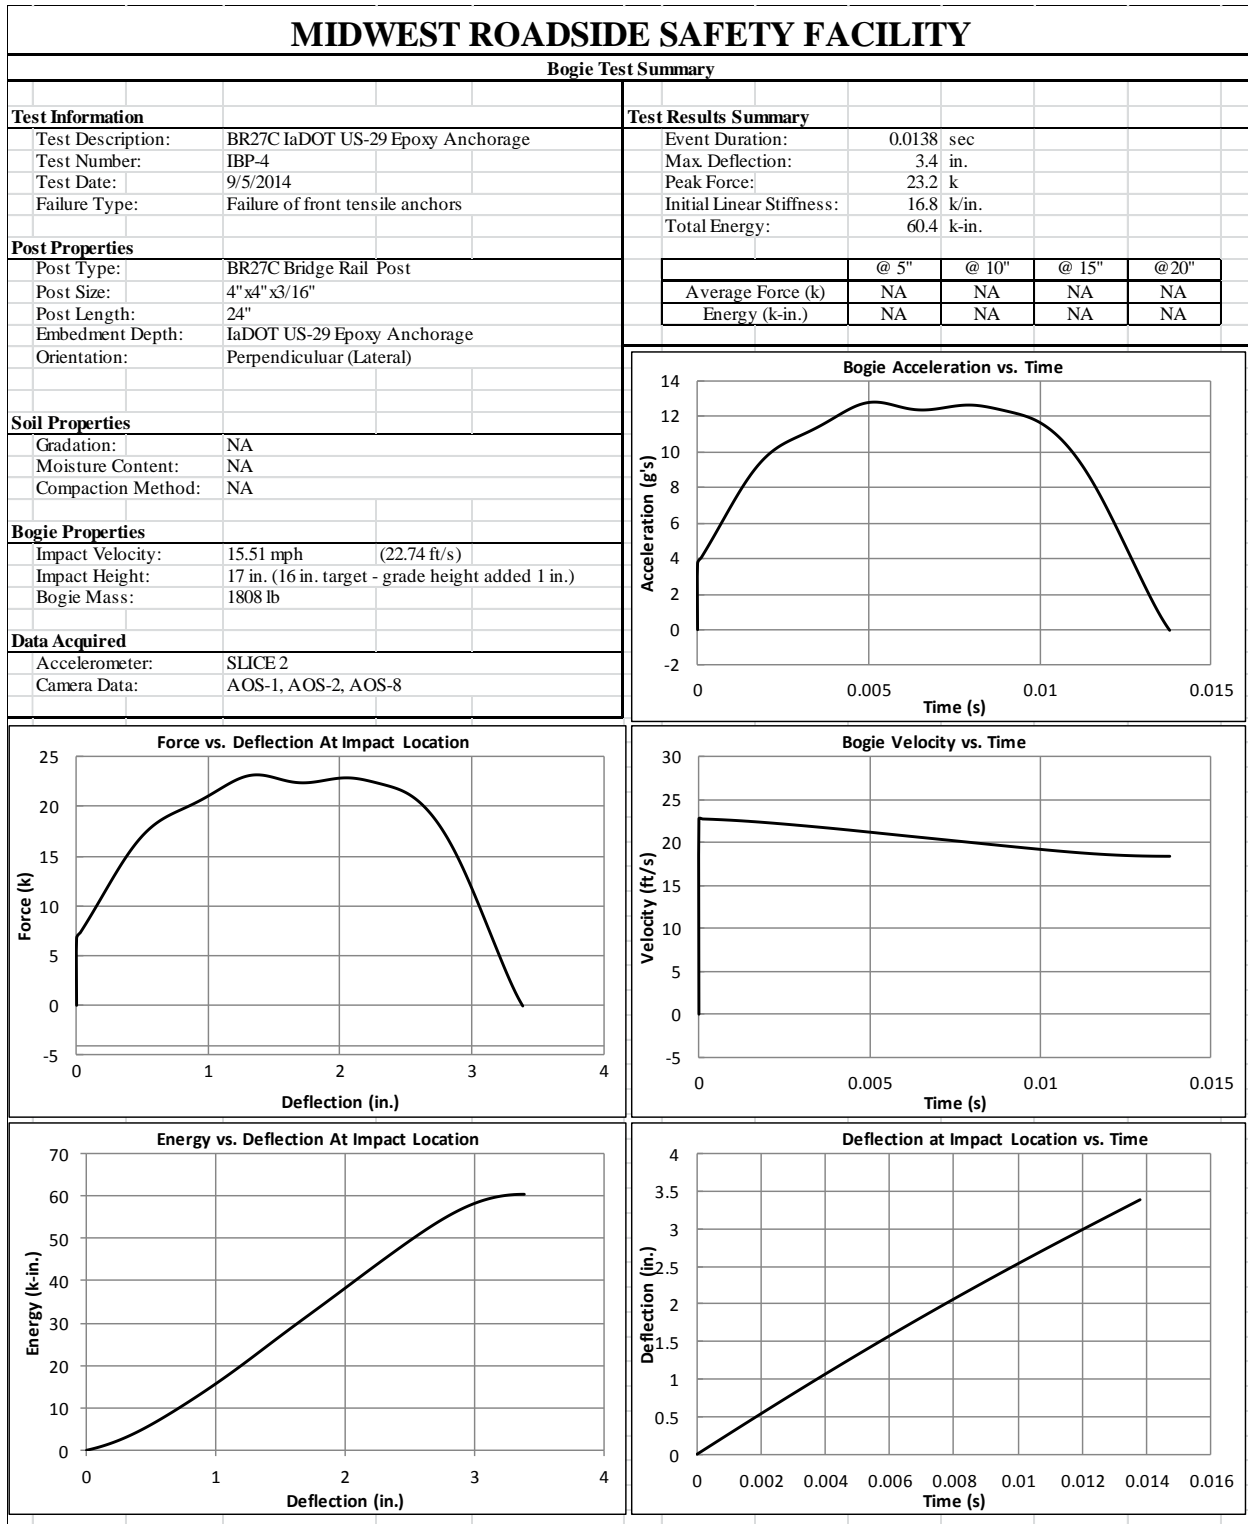 MIDWEST ROADSIDE SAFETY FACILITY
Bogie Test Summary
Test Information
Test Description: BR27C IaDOT US-29 Epoxy Anchorage
Test Number: IBP-4
Test Date: 9/5/2014
Failure Type: Failure of front tensile anchors
Post Properties
Post Type: BR27C Bridge Rail Post
Post Size: 4"x4"x3/16"
Post Length: 24"
Embedment Depth: IaDOT US-29 Epoxy Anchorage
Orientation: Perpendiculuar (Lateral)
Soil Properties
Gradation: NA
Moisture Content: NA
Compaction Method: NA
Bogie Properties
Impact Velocity: 15.51 mph (22.74 ft/s)
Impact Height: 17 in. (16 in. target - grade height added 1 in.)
Bogie Mass: 1808 lb
Data Acquired
Accelerometer: SLICE 2
Camera Data: AOS-1, AOS-2, AOS-8
Test Results Summary
Event Duration: 0.0138 sec
Max. Deflection: 3.4 in.
Peak Force: 23.2 k
Initial Linear Stiffness: 16.8 k/in.
Total Energy: 60.4 k-in.
@ 5" @ 10" @ 15" @20"
Average Force (k) NA NA NA NA
Energy (k-in.) NA NA NA NA
Bogie Acceleration vs. Time
Acceleration (g's)
14
12
10
8
6
4
2
0
-2
0 0.005 0.01 0.015
Time (s)
Force vs. Deflection At Impact Location
Force (k)
25
20
15
10
5
0
-5
0 1 2 3 4
Deflection (in.)
Bogie Velocity vs. Time
Velocity (ft/s)
30
25
20
15
10
5
0
-5
0 0.005 0.01 0.015
Time (s)
Energy vs. Deflection At Impact Location
Energy (k-in.)
70
60
50
40
30
20
10
0
0 1 2 3 4
Deflection (in.)
Deflection at Impact Location vs. Time
Deflection (in.)
4
3.5
3
2.5
2
1.5
1
0.5
0
0 0.002 0.004 0.006 0.008 0.01 0.012 0.014 0.016
Time (s)